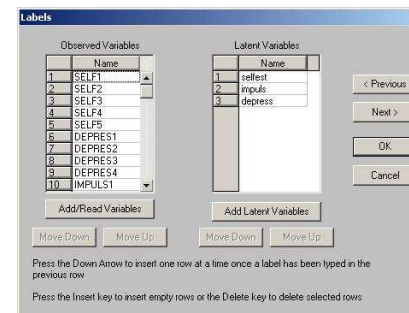 Labels
Observed Variables
Name
1 SELF1
2 SELF2
3 SELF3
4 SELF4
5 SELF5
6 DEPRES1
7 DEPRES2
8 DEPRES3
9 DEPRES4
10 IMPULS1
Add/Read Variables
Move Down
Move Up
Latent Variables
Name
1 selfest
2 impuls
3 depress
Add Latent Variables
Move Down
Move Up
< Previous
Next >
OK
Cancel
Press the Down Arrow to insert one row at a time once a label has been typed in the
previous row
Press the Insert key to insert empty rows or the Delete key to delete selected rows